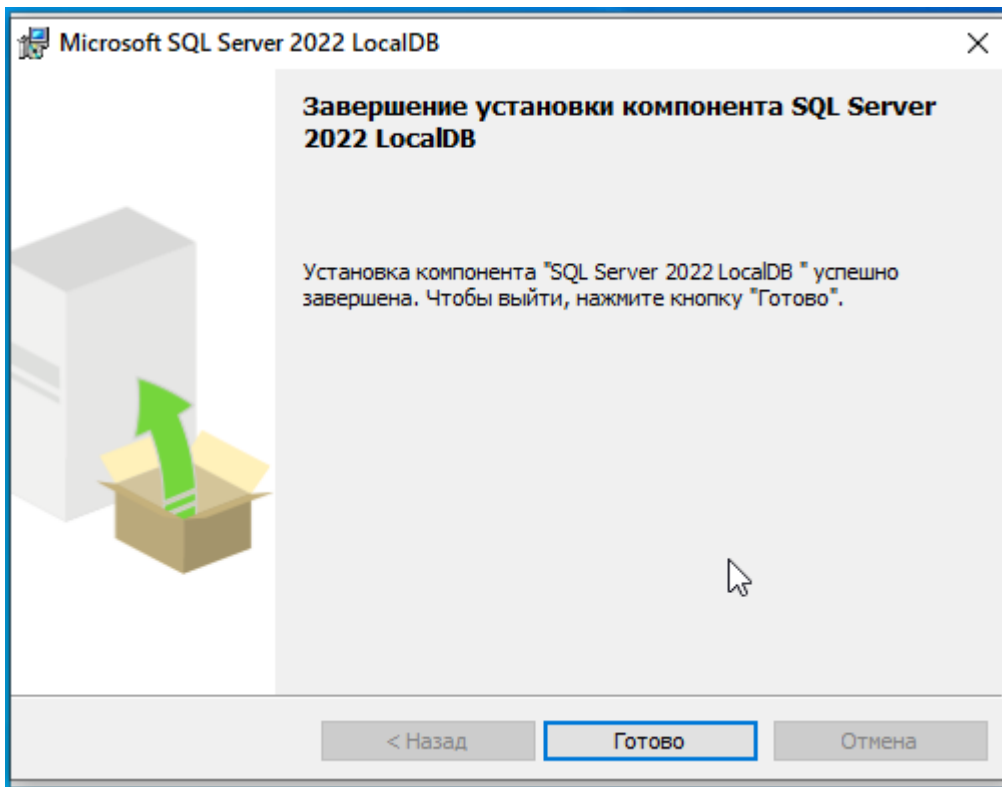 Microsoft SQL Server 2022 LocalDB
Завершение установки компонента SQL Server
2022 LocalDB
Установка компонента "SQL Server 2022 LocalDB " успешно
завершена. Чтобы выйти, нажмите кнопку "Готово".
< Назад
Готово
Отмена